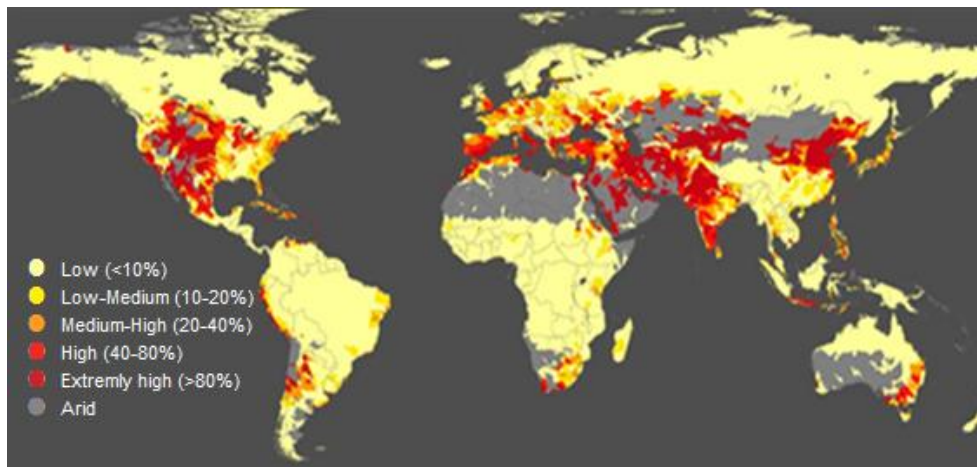 Low (<10%)
Low-Medium (10-20%)
Medium-High (20-40%)
High (40-80%)
Extremly high (>80%)
Arid